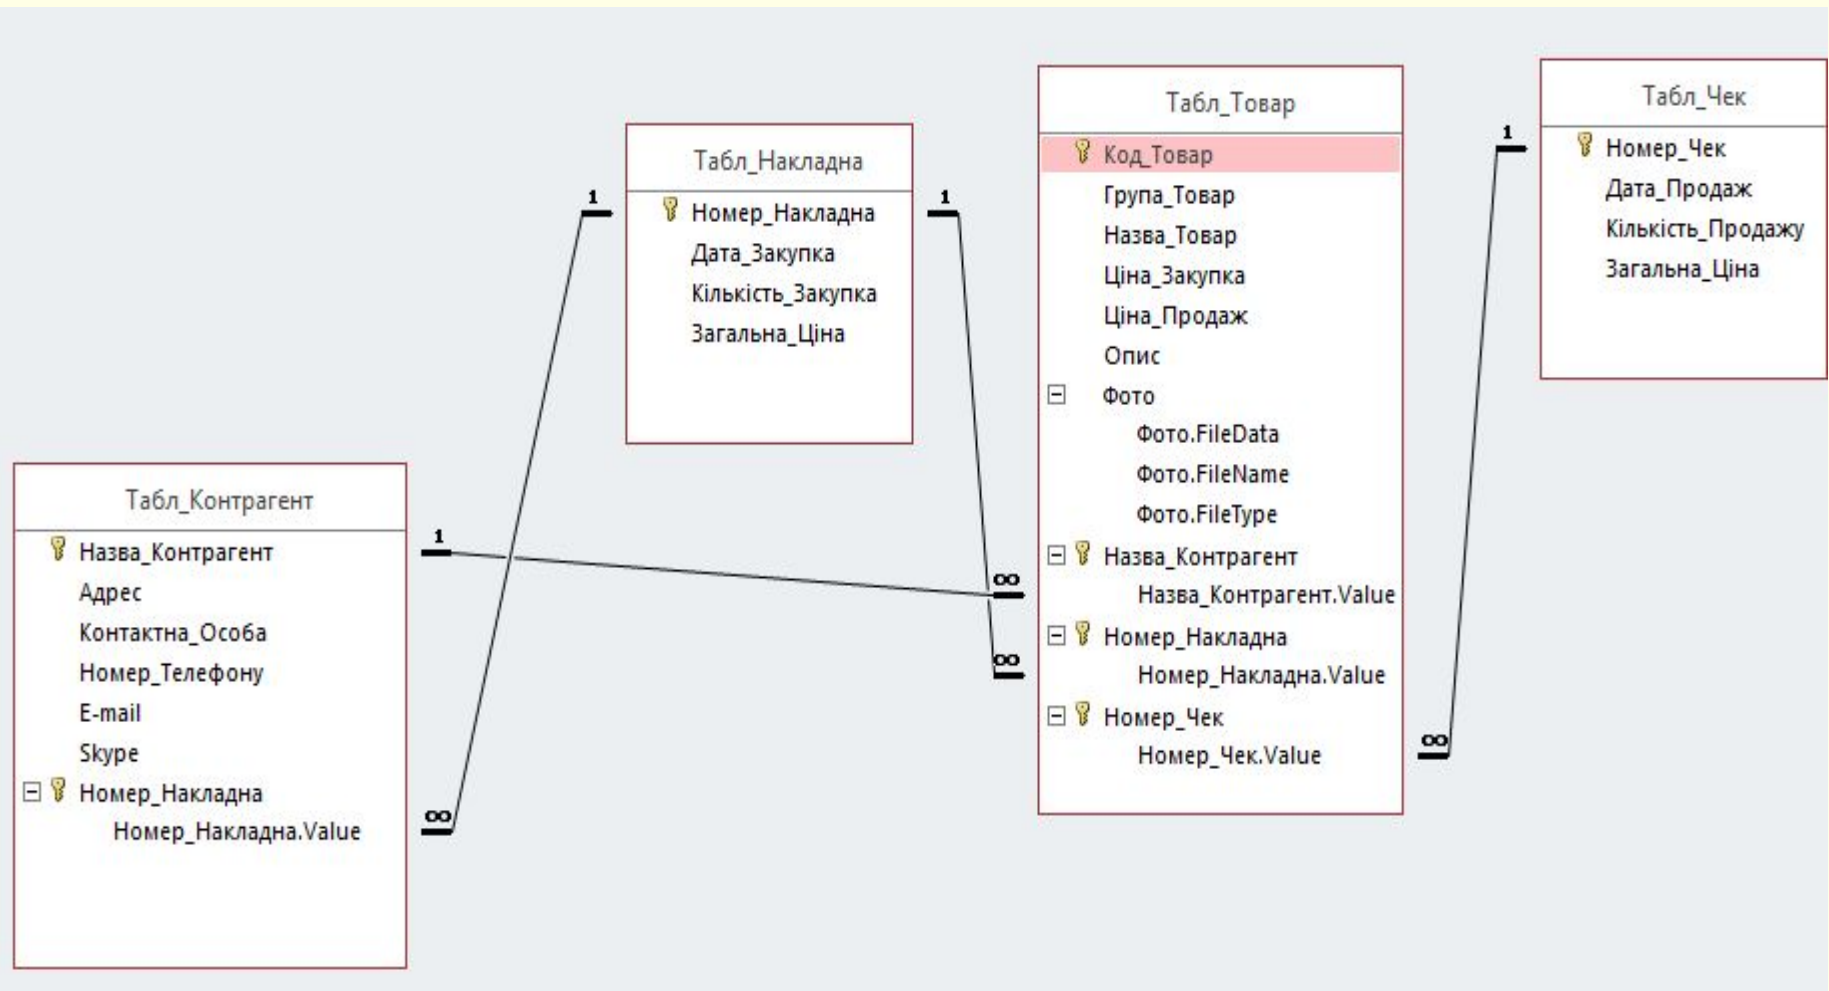 Табл_Контрагент
Назва_Контрагент
Адрес
Контактна_Особа
Номер_Телефону
E-mail
Skype
Номер_Накладна
Номер_Накладна.Value
1
∞
Табл_Накладна
Номер_Накладна
Дата_Закупка
Кількість_Закупка
Загальна_Ціна
1
1
∞
∞
Табл_Товар
Код_Товар
Група_Товар
Назва_Товар
Ціна_Закупка
Ціна_Продаж
Опис
Фото
Фото.FileData
Фото.FileName
Фото.FileType
Назва_Контрагент
Назва_Контрагент.Value
Номер_Накладна
Номер_Накладна.Value
Номер_Чек
Номер_Чек.Value
1
∞
Табл_Чек
Номер_Чек
Дата_Продаж
Кількість_Продажу
Загальна_Ціна